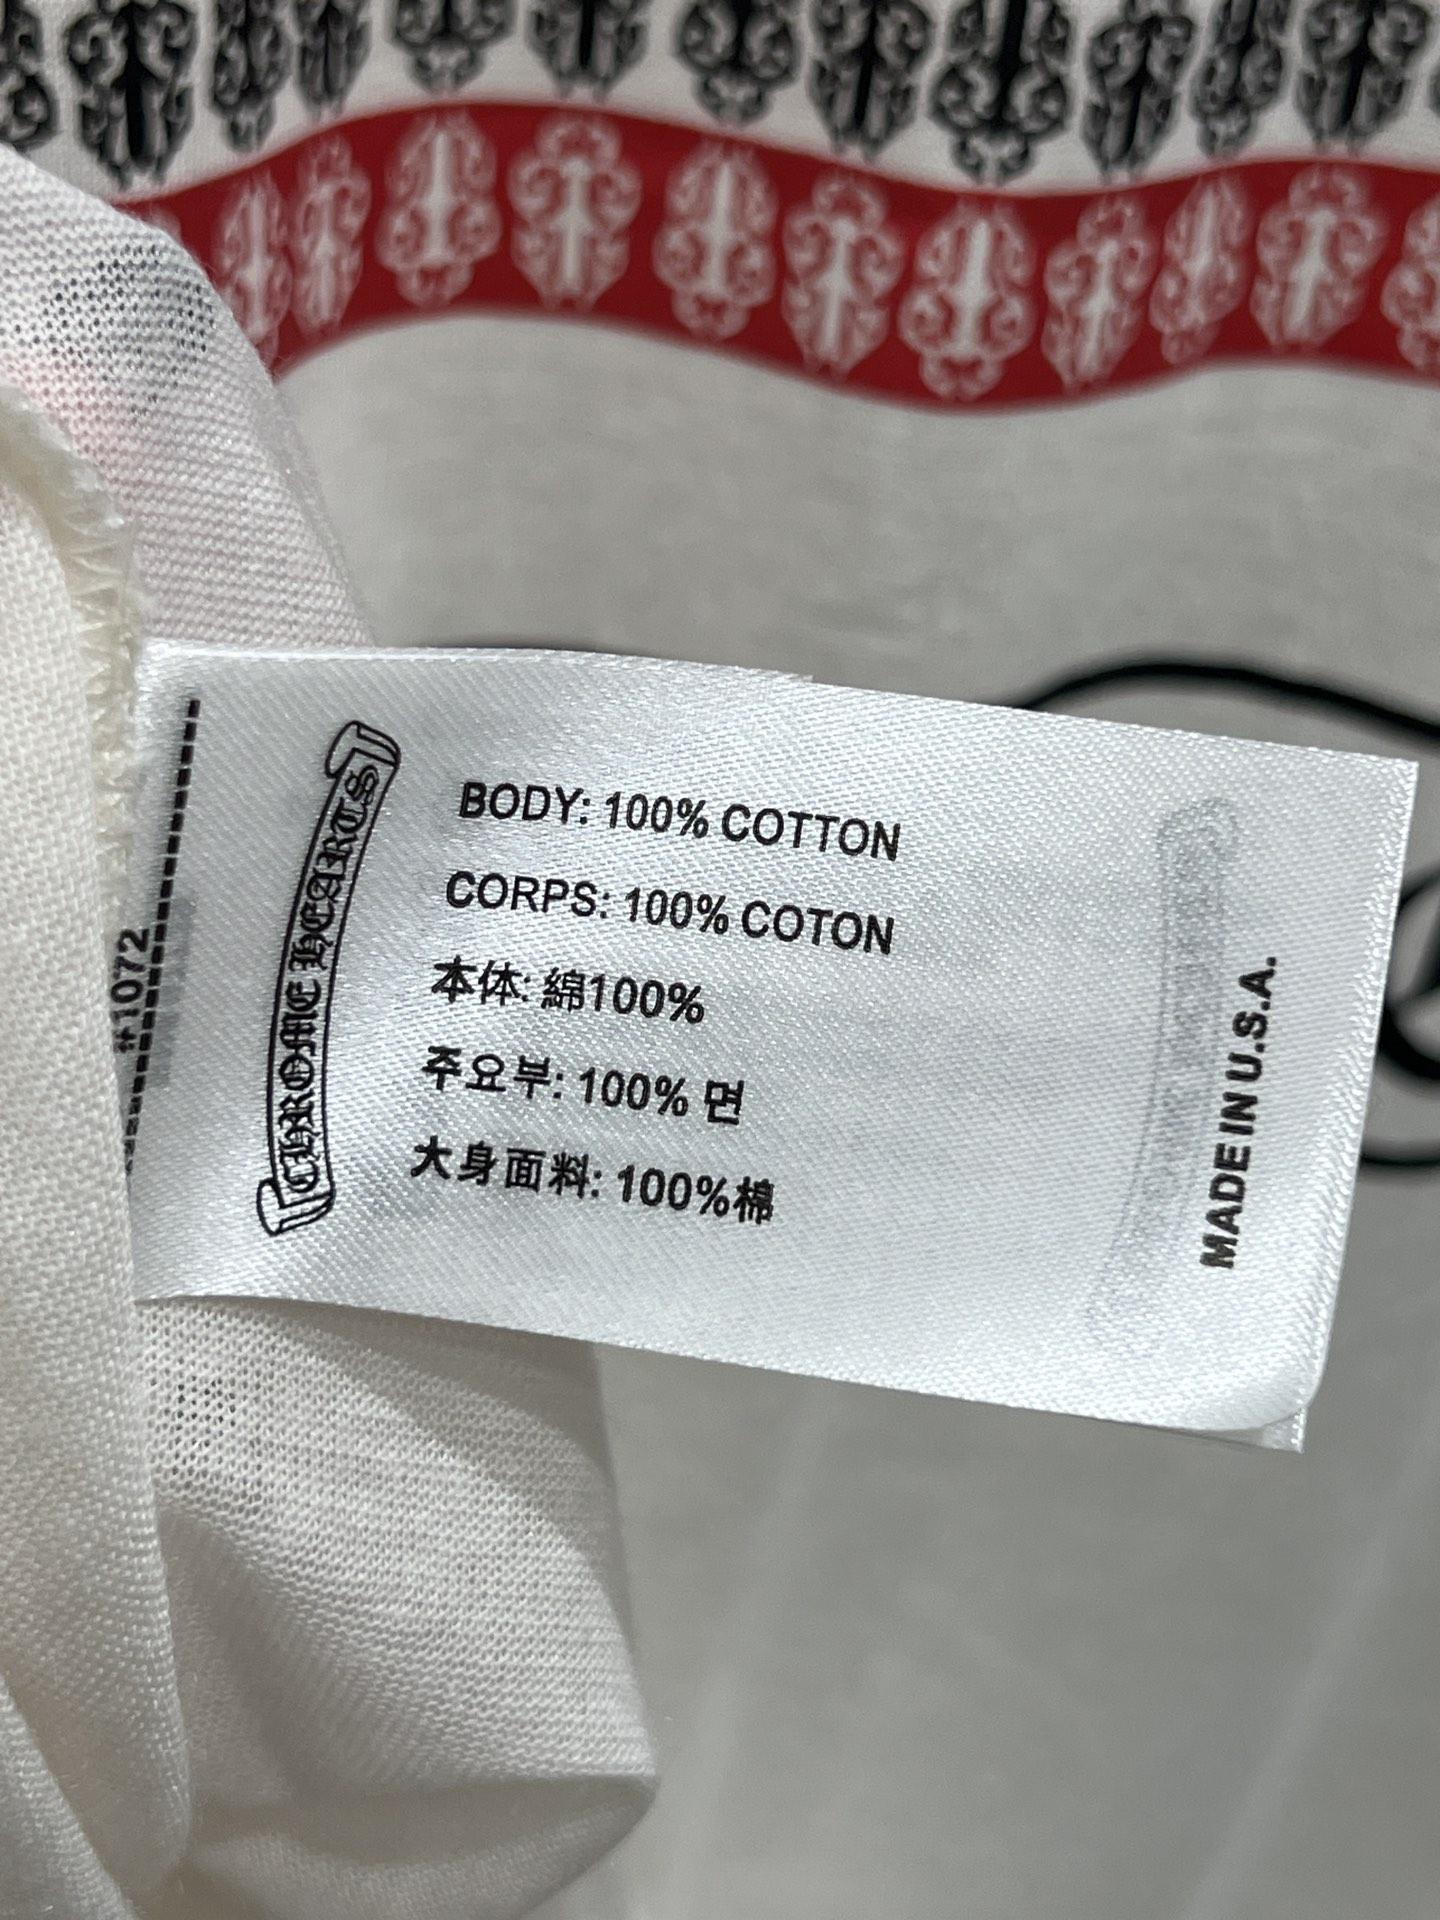 CHROME HEARTS
BODY: 100% COTTON
CORPS: 100% COTON
本体: 綿100%
주요부: 100% 면
大身面料: 100%棉
MADE IN U.S.A.
#1072